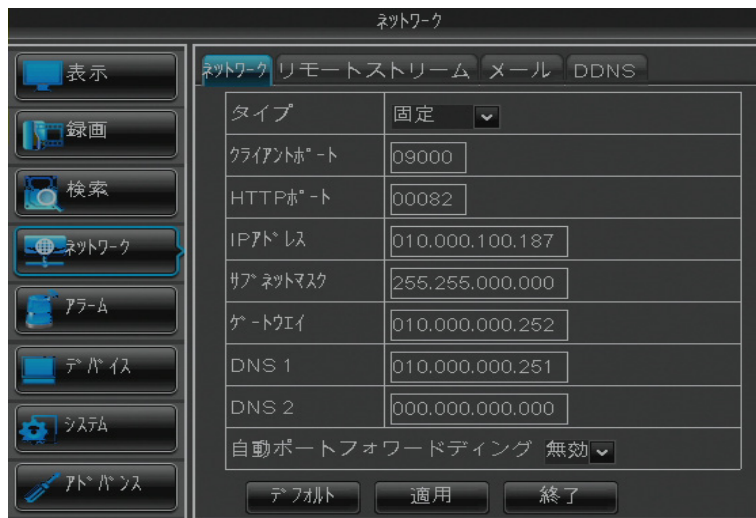 ネットワーク
表示
録画
検索
ネットワーク
アラーム
デバイス
システム
アドバンス
ネットワーク リモートストリーム メール DDNS
タイプ 固定
クライアントポート 09000
HTTPポート 00082
IPアドレス 010.000.100.187
サブネットマスク 255.255.000.000
ゲートウエイ 010.000.000.252
DNS 1 010.000.000.251
DNS 2 000.000.000.000
自動ポートフォワードディング 無効
デフォルト 適用 終了